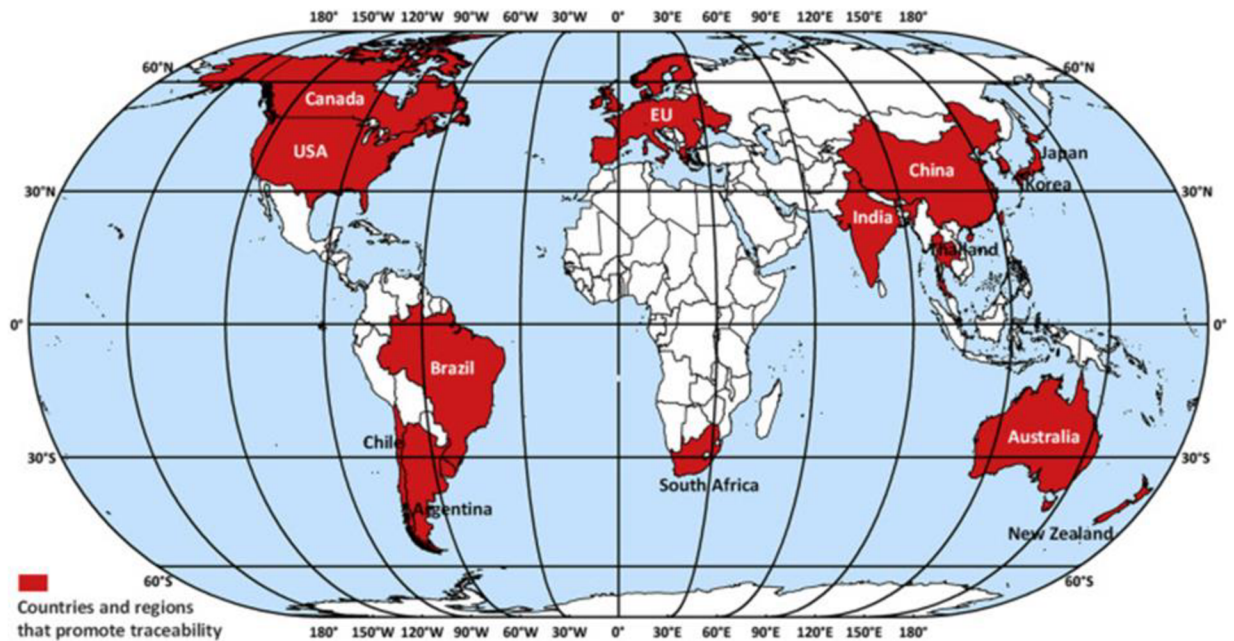 180° 150°W 120°W 90°W 60°W 30°W 0° 30°E 60°E 90°E 120°E 150°E 180°
60°N 60°N
Canada
EU
USA
Japan
China
Korea
30°N 30°N
India
Thailand
0° 0°
Brazil
Chile
Australia
30°S 30°S
South Africa
Argentina
New Zealand
60°S 60°S
Countries and regions
that promote traceability
180° 150°W 120°W 90°W 60°W 30°W 0° 30°E 60°E 90°E 120°E 150°E 180°